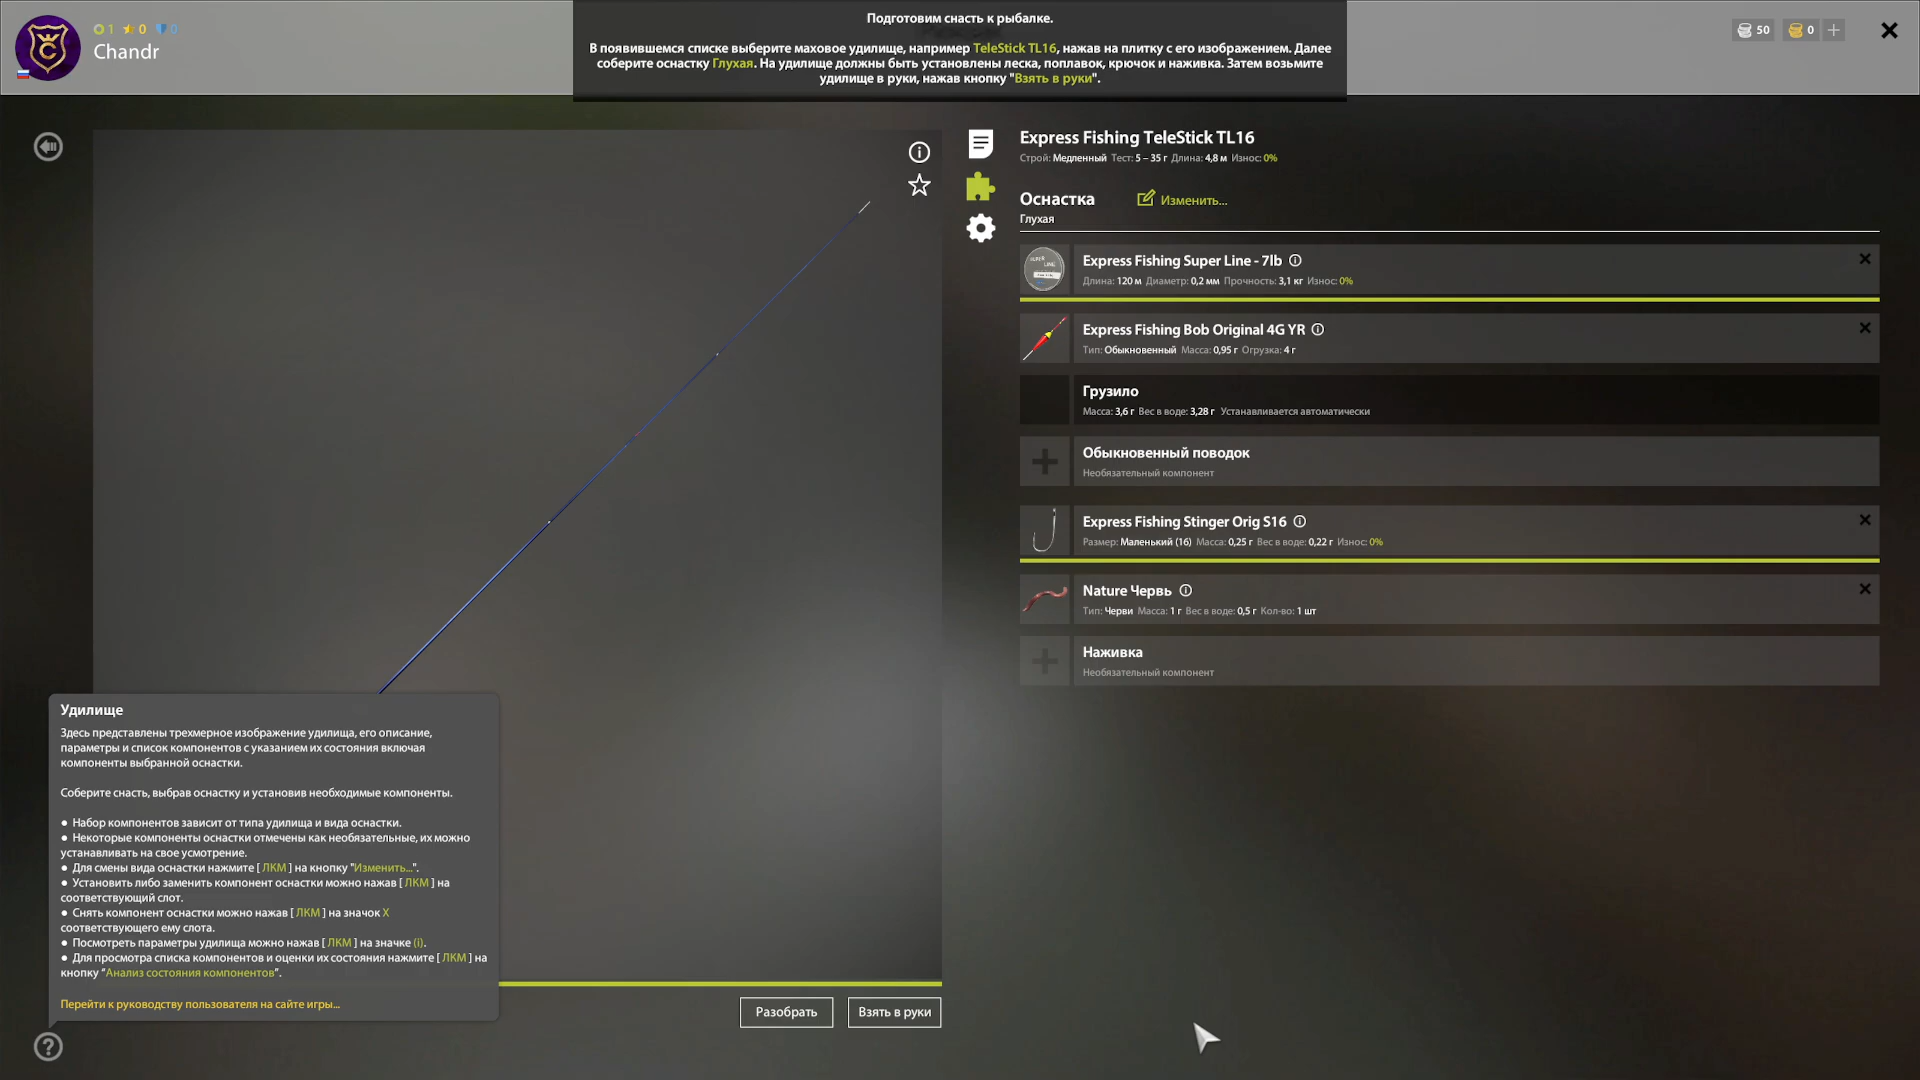 1 0 0
Chandr
Подготовим снасть к рыбалке.
В появившемся списке выберите маховое удилище, например TeleStick TL16, нажав на плитку с его изображением. Далее
соберите оснастку Глухая. На удилище должны быть установлены леска, поплавок, крючок и наживка. Затем возьмите
удилище в руки, нажав кнопку "Взять в руки".
50 0
Express Fishing TeleStick TL16
Строй: Медленный Тест: 5 – 35 г Длина: 4,8 м Износ: 0%
Оснастка Изменить...
Глухая
Express Fishing Super Line - 7lb
Длина: 120 м Диаметр: 0,2 мм Прочность: 3,1 кг Износ: 0%
Express Fishing Bob Original 4G YR
Тип: Обыкновенный Масса: 0,95 г Огрузка: 4 г
Грузило
Масса: 3,6 г Вес в воде: 3,28 г Устанавливается автоматически
Обыкновенный поводок
Необязательный компонент
Express Fishing Stinger Orig S16
Размер: Маленький (16) Масса: 0,25 г Вес в воде: 0,22 г Износ: 0%
Nature Червь
Тип: Черви Масса: 1 г Вес в воде: 0,5 г Кол-во: 1 шт
Наживка
Необязательный компонент
Удилище
Здесь представлены трехмерное изображение удилища, его описание,
параметры и список компонентов с указанием их состояния включая
компоненты выбранной оснастки.
Соберите снасть, выбрав оснастку и установив необходимые компоненты.
● Набор компонентов зависит от типа удилища и вида оснастки.
● Некоторые компоненты оснастки отмечены как необязательные, их можно
устанавливать на свое усмотрение.
● Для смены вида оснастки нажмите [ ЛКМ ] на кнопку "Изменить...".
● Установить либо заменить компонент оснастки можно нажав [ ЛКМ ] на
соответствующий слот.
● Снять компонент оснастки можно нажав [ ЛКМ ] на значок X
соответствующего ему слота.
● Посмотреть параметры удилища можно нажав [ ЛКМ ] на значке (i).
● Для просмотра списка компонентов и оценки их состояния нажмите [ ЛКМ ] на
кнопку "Анализ состояния компонентов".
Перейти к руководству пользователя на сайте игры...
Разобрать Взять в руки